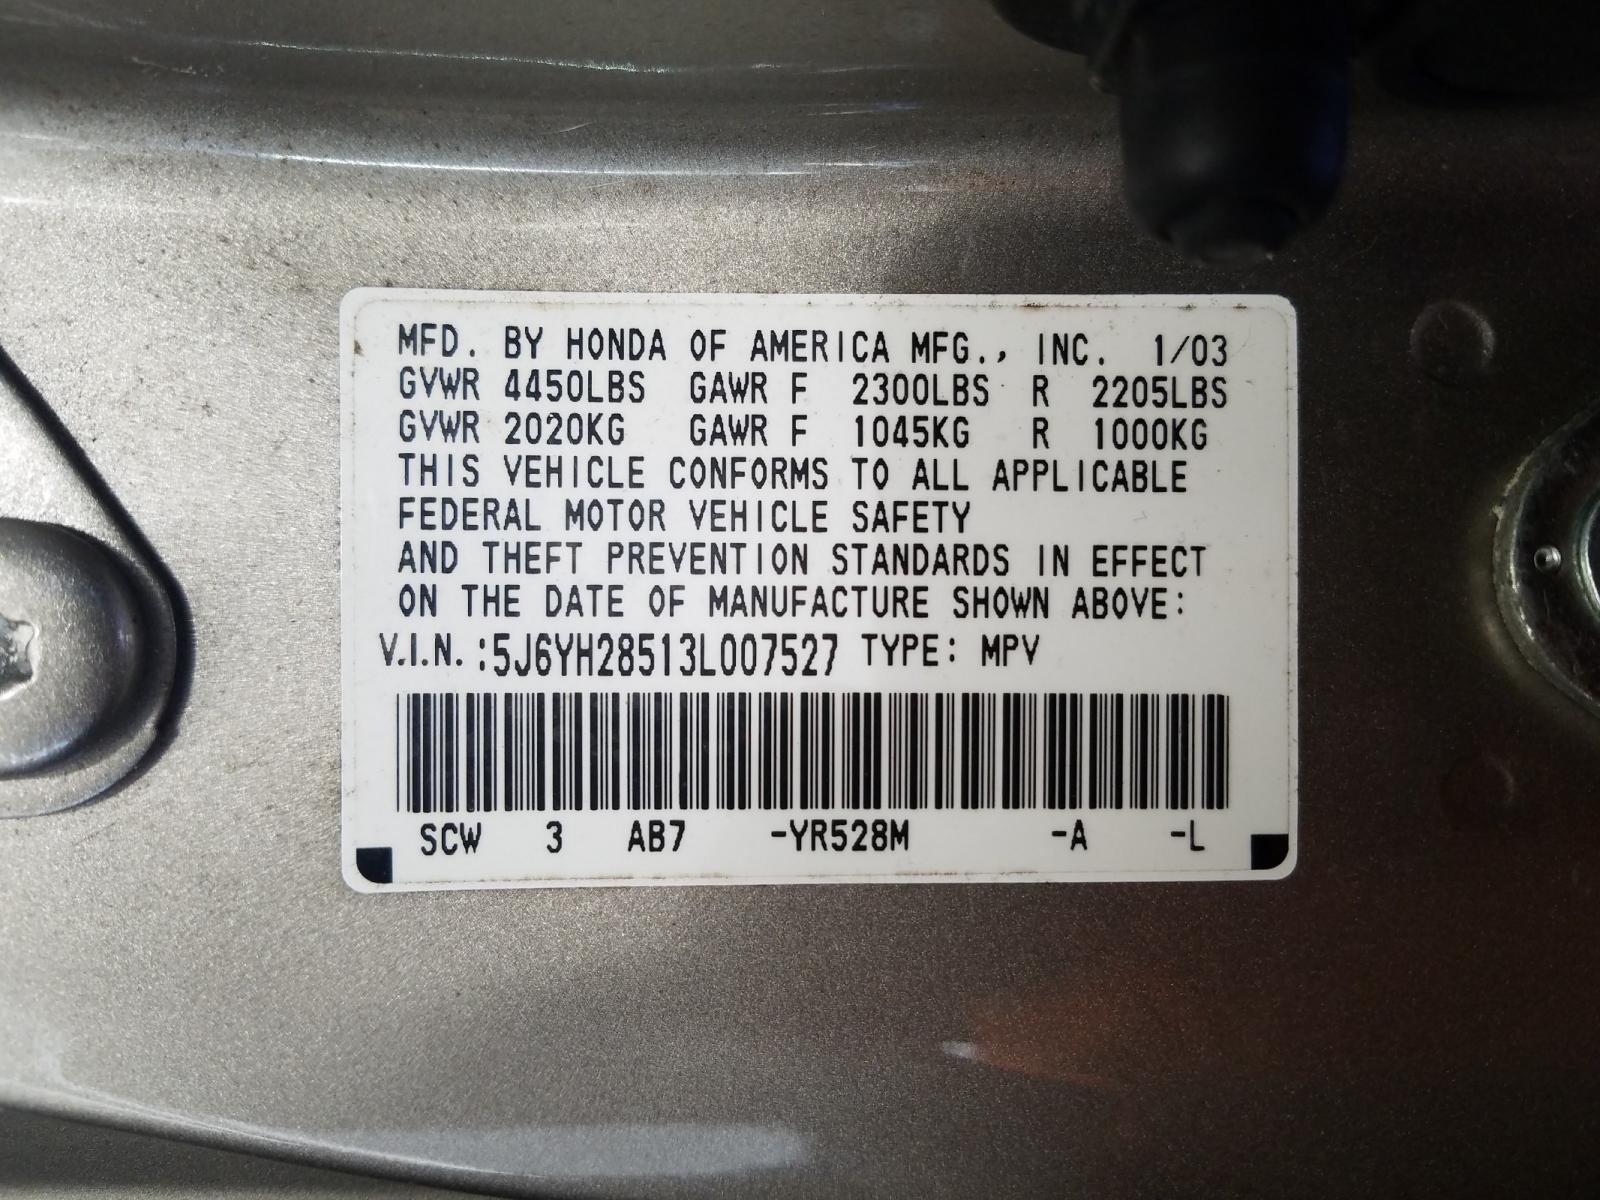 MFD. BY HONDA OF AMERICA MFG., INC. 1/03
GVWR 4450LBS GAWR F 2300LBS R 2205LBS
GVWR 2020KG GAWR F 1045KG R 1000KG
THIS VEHICLE CONFORMS TO ALL APPLICABLE
FEDERAL MOTOR VEHICLE SAFETY
AND THEFT PREVENTION STANDARDS IN EFFECT
ON THE DATE OF MANUFACTURE SHOWN ABOVE:
V.I.N.:5J6YH28513L007527 TYPE: MPV
SCW 3 AB7 -YR528M -A -L